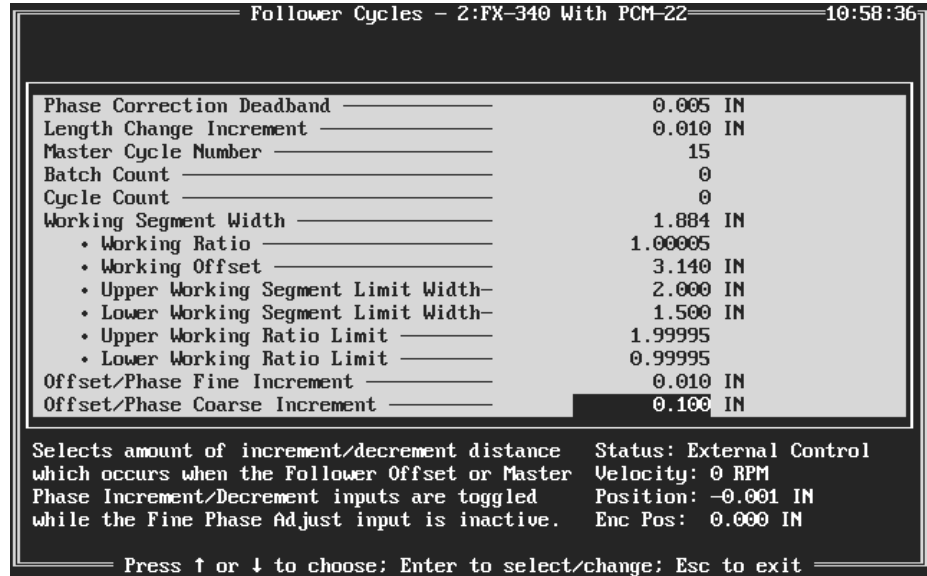 Follower Cycles – 2:FX-340 With PCM-22 10:58:36
Phase Correction Deadband 0.005 IN
Length Change Increment 0.010 IN
Master Cycle Number 15
Batch Count 0
Cycle Count 0
Working Segment Width 1.884 IN
• Working Ratio 1.00005
• Working Offset 3.140 IN
• Upper Working Segment Limit Width 2.000 IN
• Lower Working Segment Limit Width 1.500 IN
• Upper Working Ratio Limit 1.99995
• Lower Working Ratio Limit 0.99995
Offset/Phase Fine Increment 0.010 IN
Offset/Phase Coarse Increment 0.100 IN
Selects amount of increment/decrement distance
which occurs when the Follower Offset or Master
Phase Increment/Decrement inputs are toggled
while the Fine Phase Adjust input is inactive.
Status: External Control
Velocity: 0 RPM
Position: –0.001 IN
Enc Pos: 0.000 IN
Press ↑ or ↓ to choose; Enter to select/change; Esc to exit